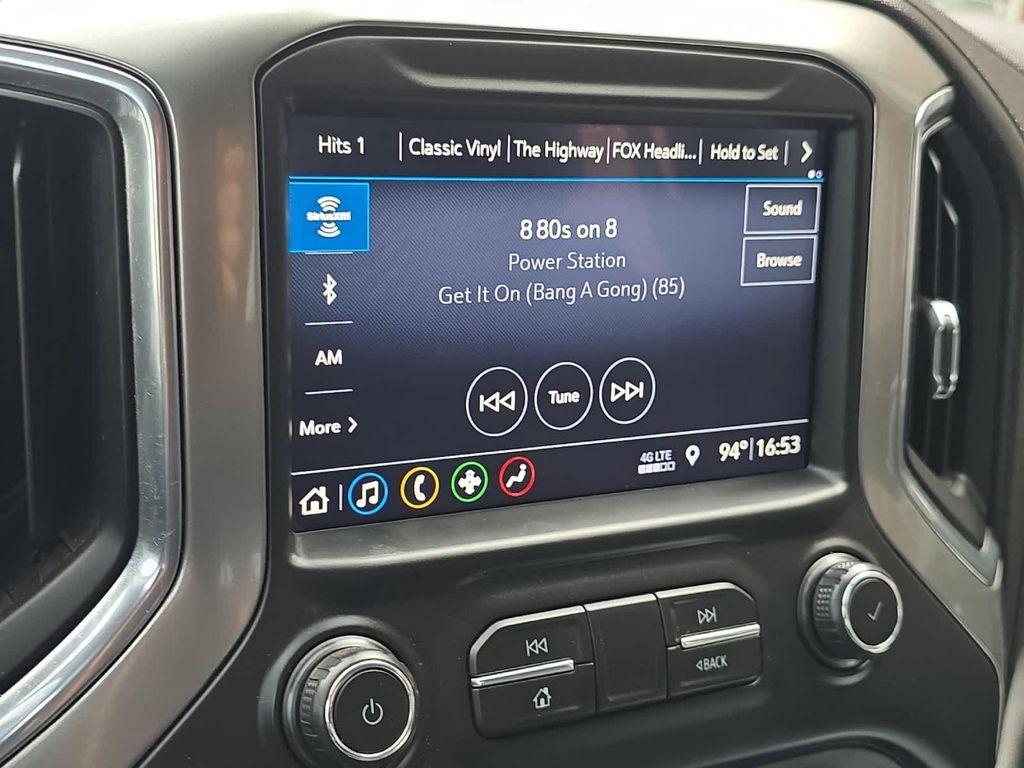 Hits 1 Classic Vinyl The Highway FOX Headli... Hold to Set
SiriusXM
Sound
8 80s on 8
Browse
Power Station
Get It On (Bang A Gong) (85)
AM
Tune
More
4G LTE
94° 16:53
BACK